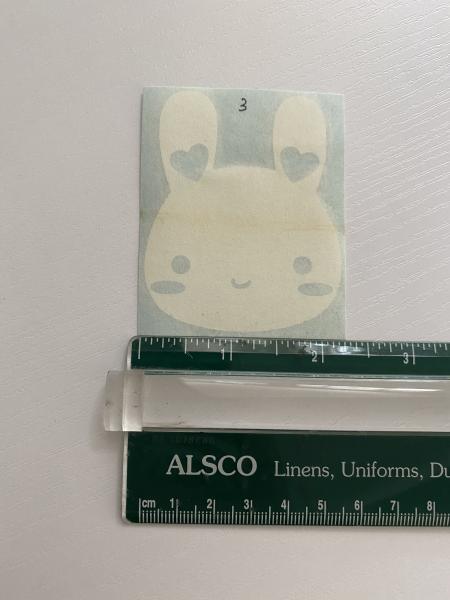 3
1 2 3
ALSCO Linens, Uniforms, Du
cm 1 2 3 4 5 6 7 8